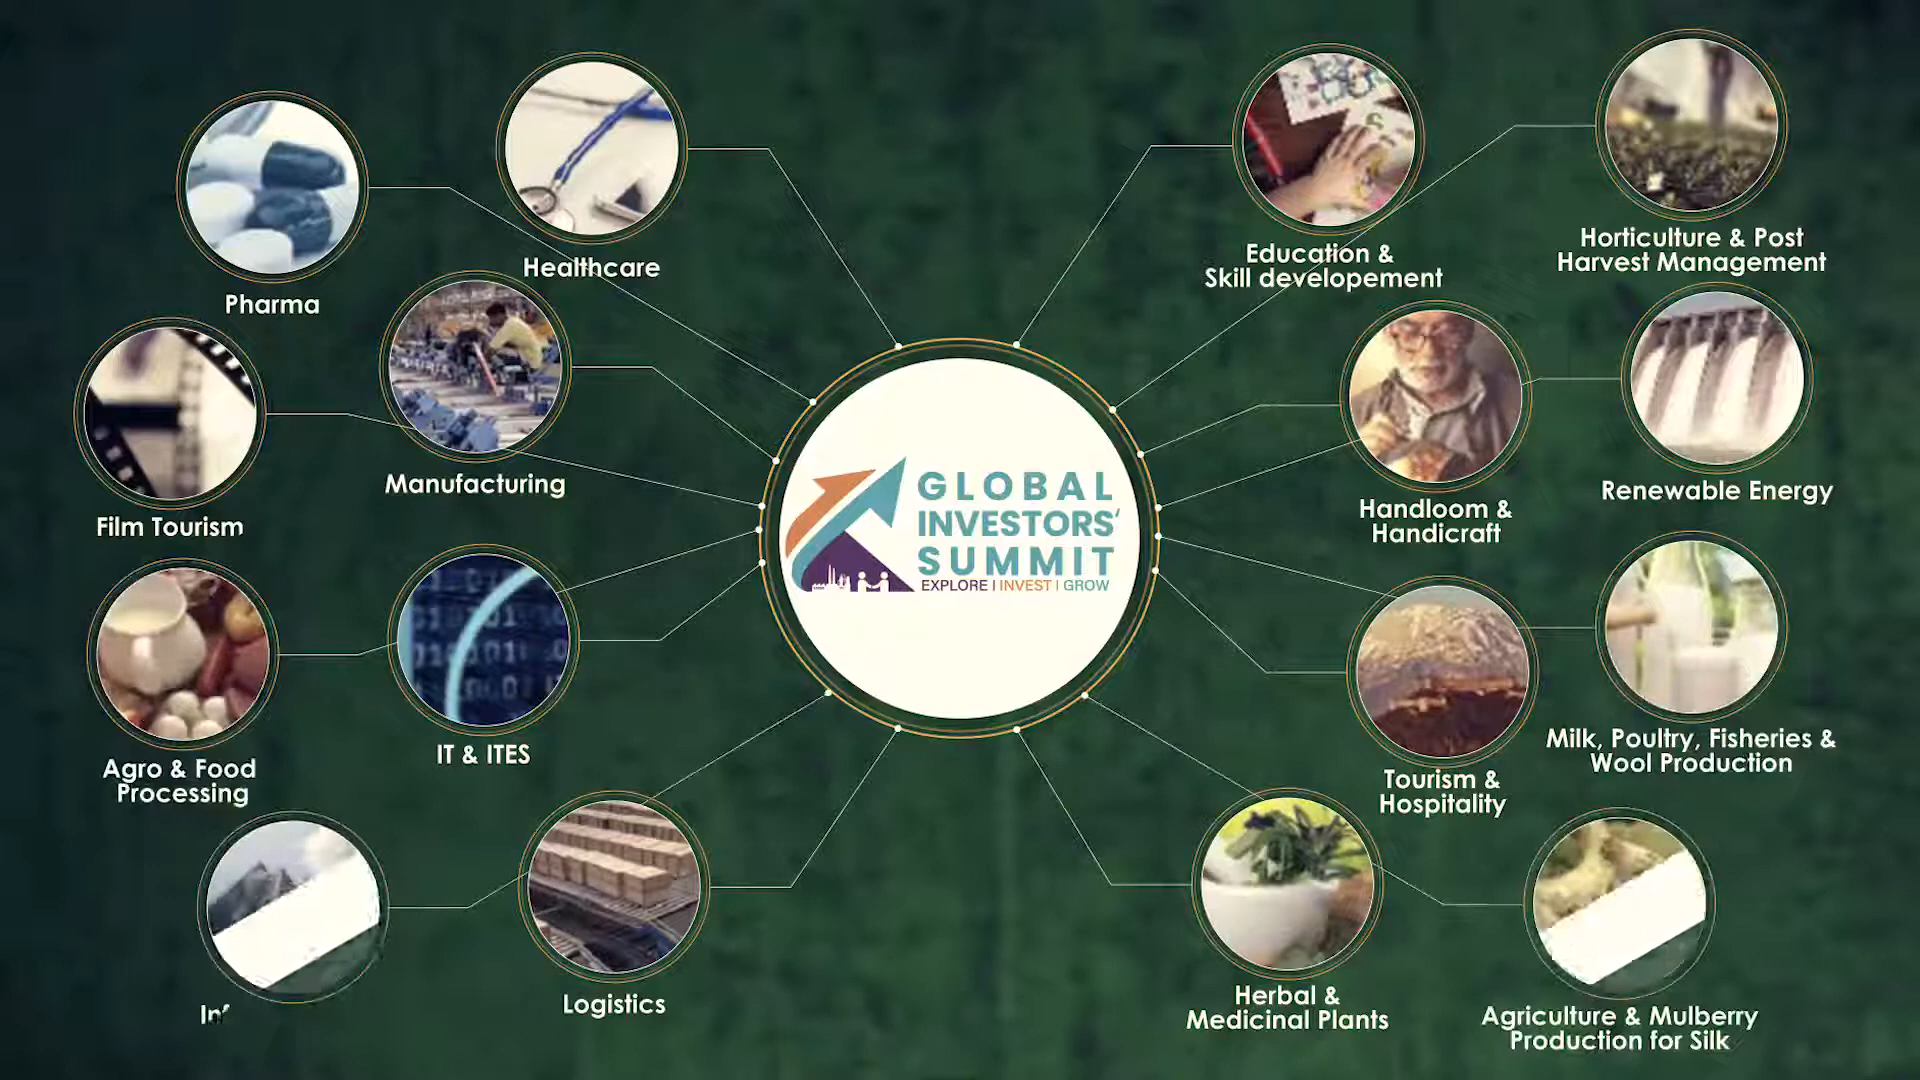 Healthcare
Pharma
Manufacturing
Film Tourism
IT & ITES
Agro & Food
Processing
Logistics
GLOBAL
INVESTORS'
SUMMIT
EXPLORE | INVEST | GROW
Education &
Skill developement
Horticulture & Post
Harvest Management
Handloom &
Handicraft
Renewable Energy
Tourism &
Hospitality
Milk, Poultry, Fisheries &
Wool Production
Herbal &
Medicinal Plants
Agriculture & Mulberry
Production for Silk